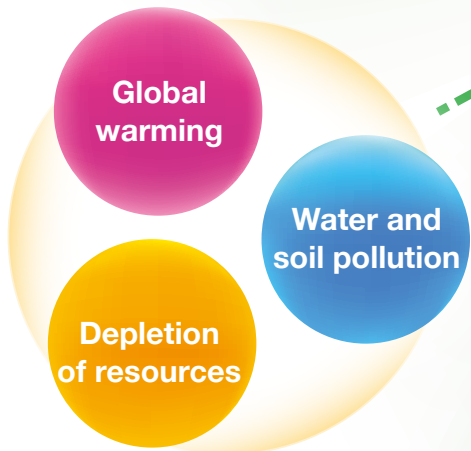 Global
warming
Water and
soil pollution
Depletion
of resources